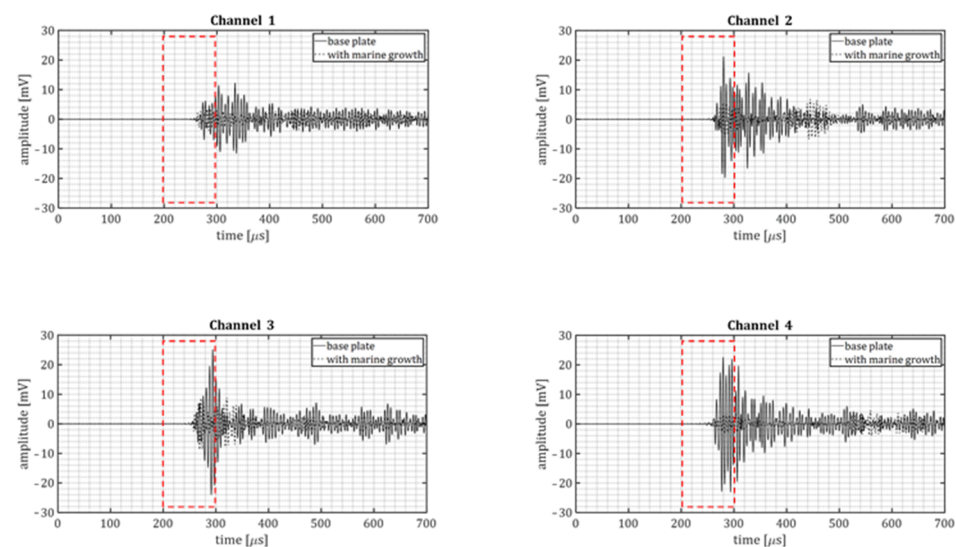 Channel 1
30
20
10
0
-10
-20
-30
amplitude [mV]
base plate
with marine growth
0 100 200 300 400 500 600 700
time [μs]
Channel 2
30
20
10
0
-10
-20
-30
amplitude [mV]
base plate
with marine growth
0 100 200 300 400 500 600 700
time [μs]
Channel 3
30
20
10
0
-10
-20
-30
amplitude [mV]
base plate
with marine growth
0 100 200 300 400 500 600 700
time [μs]
Channel 4
30
20
10
0
-10
-20
-30
amplitude [mV]
base plate
with marine growth
0 100 200 300 400 500 600 700
time [μs]